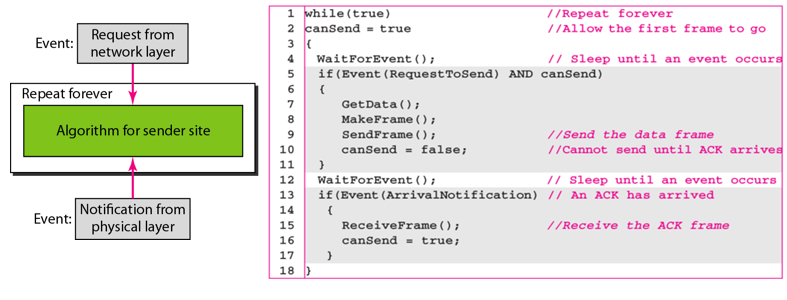 Event:
Request from
network layer
Repeat forever
Algorithm for sender site
Event:
Notification from
physical layer
1 while(true) //Repeat forever
2 canSend = true //Allow the first frame to go
3 {
4 WaitForEvent(); // Sleep until an event occurs
5 if(Event(RequestToSend) AND canSend)
6 {
7 GetData();
8 MakeFrame();
9 SendFrame(); //Send the data frame
10 canSend = false; //Cannot send until ACK arrives
11 }
12 WaitForEvent(); // Sleep until an event occurs
13 if(Event(ArrivalNotification) // An ACK has arrived
14 {
15 ReceiveFrame(); //Receive the ACK frame
16 canSend = true;
17 }
18 }